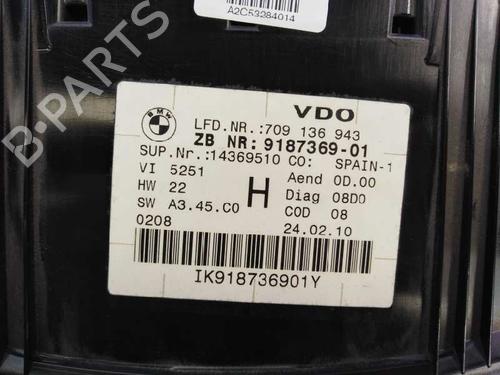 A2C53284014
B-PARTS
BMW
VDO
LFD.NR.:709 136 943
ZB NR: 9187369-01
SUP.Nr.:14369510 CO: SPAIN-1
VI 5251
Aend 0D.00
HW 22
H
Diag 08D0
SW A3.45.C0
COD 08
0208
24.02.10
IK918736901Y